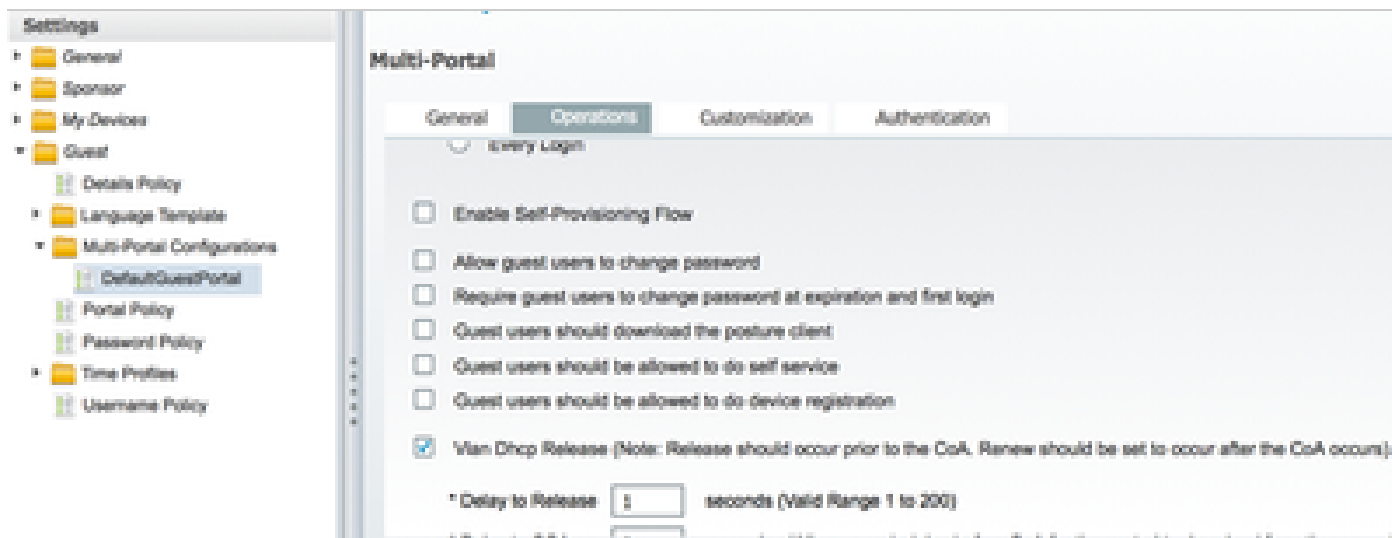 Settings
General
Sponsor
My Devices
Guest
Details Policy
Language Template
Multi-Portal Configurations
DefaultGuestPortal
Portal Policy
Password Policy
Time Profiles
Username Policy
Multi-Portal
General Operations Customization Authentication
Every Login
Enable Self-Provisioning Flow
Allow guest users to change password
Require guest users to change password at expiration and first login
Guest users should download the posture client
Guest users should be allowed to do self service
Guest users should be allowed to do device registration
Vlan Dhcp Release (Note: Release should occur prior to the CoA. Renew should be set to occur after the CoA occurs).
* Delay to Release 1 seconds (Valid Range 1 to 200)